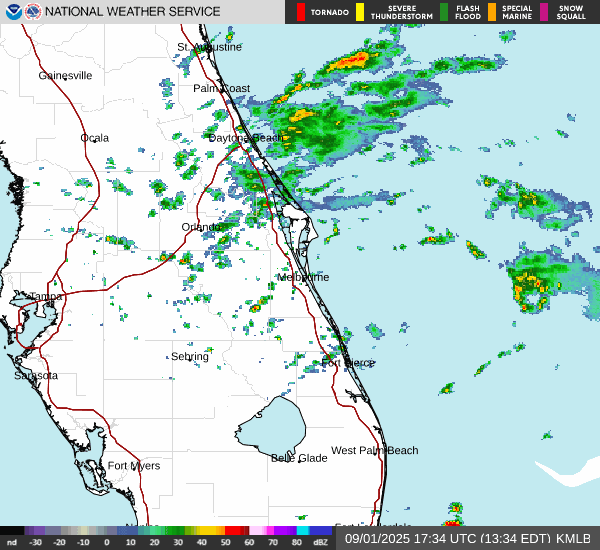 NATIONAL WEATHER SERVICE
TORNADO
SEVERE
THUNDERSTORM
FLASH
FLOOD
SPECIAL
MARINE
SNOW
SQUALL
St. Augustine
Gainesville
Palm Coast
Ocala
Daytona Beach
Orlando
Melbourne
Tampa
Sebring
Fort Pierce
Sarasota
West Palm Beach
Belle Glade
Fort Myers
nd -30 -20 -10 0 10 20 30 40 50 60 70 80 dBZ
09/01/2025 17:34 UTC (13:34 EDT) KMLB